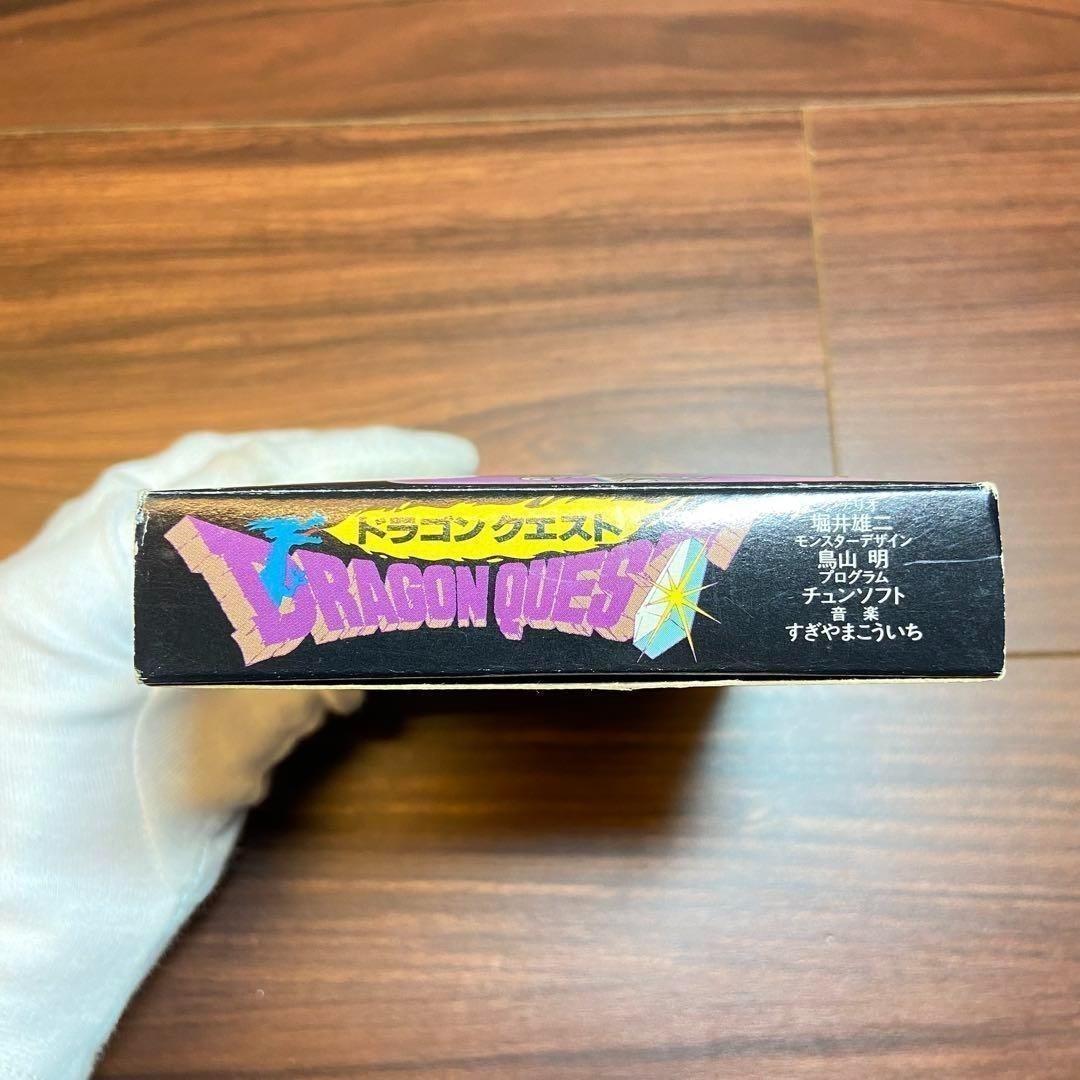 ドラゴンクエスト
DRAGON QUEST
堀井雄二
モンスターデザイン
鳥山 明
プログラム
チュンソフト
音 楽
すぎやまこういち